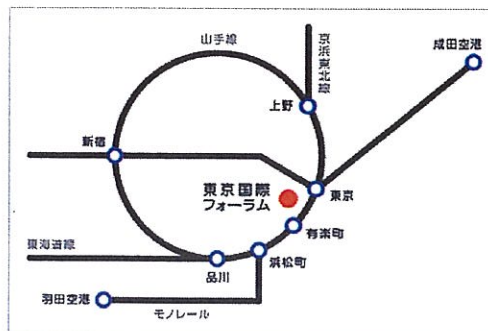 山手線
京浜東北線
成田空港
上野
新宿
東京国際
フォーラム
東京
有楽町
東海道線
品川
浜松町
羽田空港
モノレール